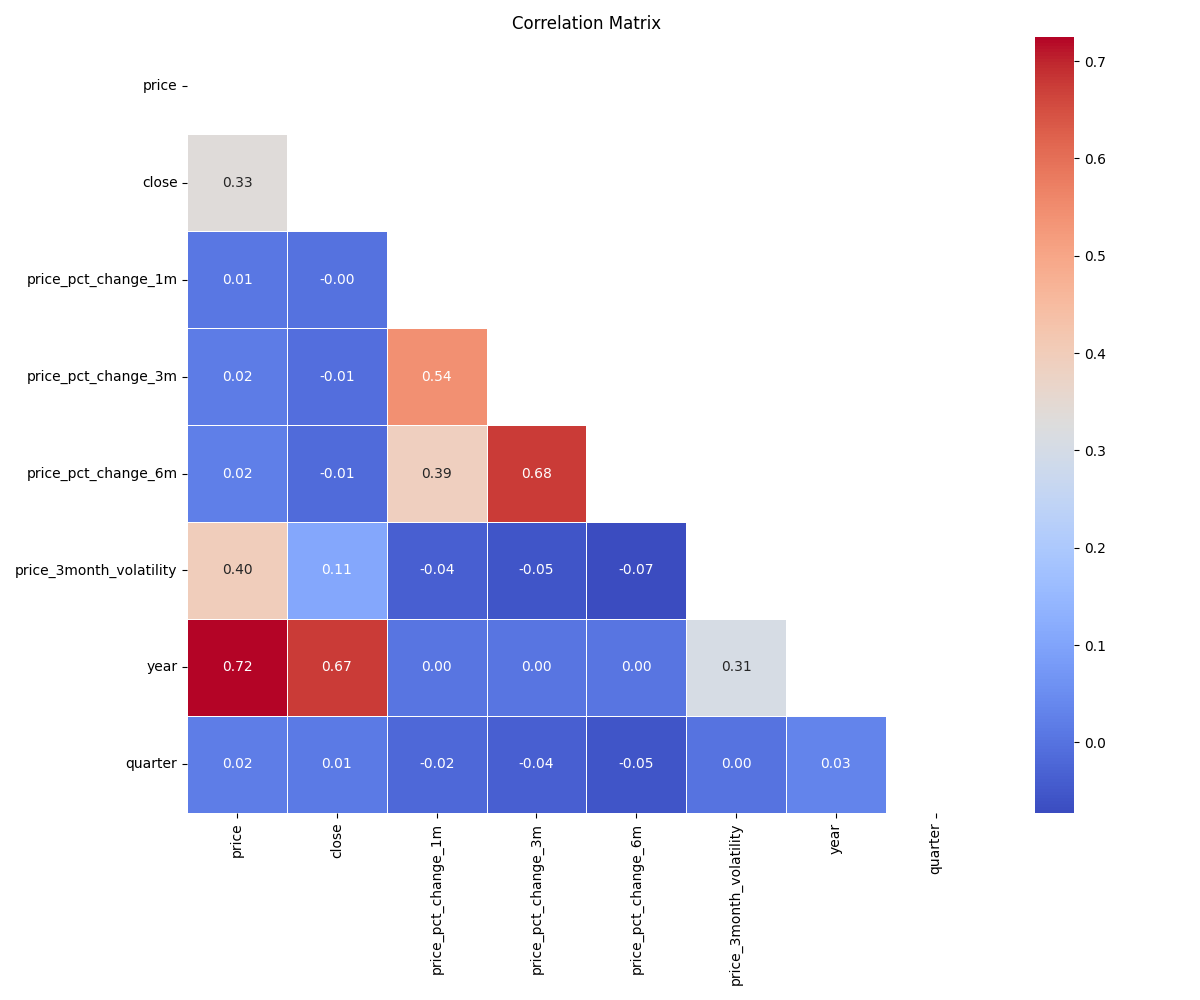 Correlation Matrix
price
close
0.33
price_pct_change_1m
0.01 -0.00
price_pct_change_3m
0.02 -0.01 0.54
price_pct_change_6m
0.02 -0.01 0.39 0.68
price_3month_volatility
0.40 0.11 -0.04 -0.05 -0.07
year
0.72 0.67 0.00 0.00 0.00 0.31
quarter
0.02 0.01 -0.02 -0.04 -0.05 0.00 0.03
price
close
price_pct_change_1m
price_pct_change_3m
price_pct_change_6m
price_3month_volatility
year
quarter
0.7
0.6
0.5
0.4
0.3
0.2
0.1
0.0